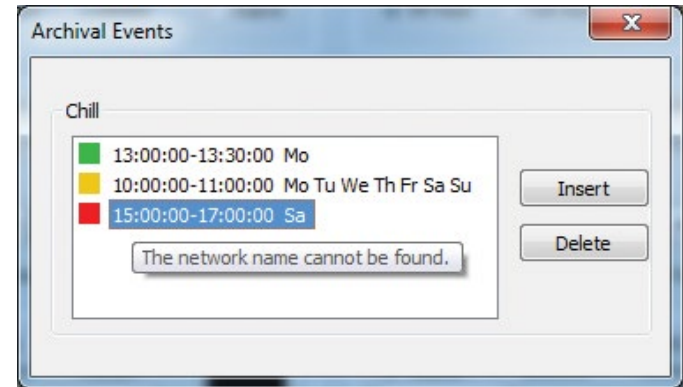 Archival Events
Chill
13:00:00-13:30:00 Mo
10:00:00-11:00:00 Mo Tu We Th Fr Sa Su
Insert
15:00:00-17:00:00 Sa
The network name cannot be found.
Delete